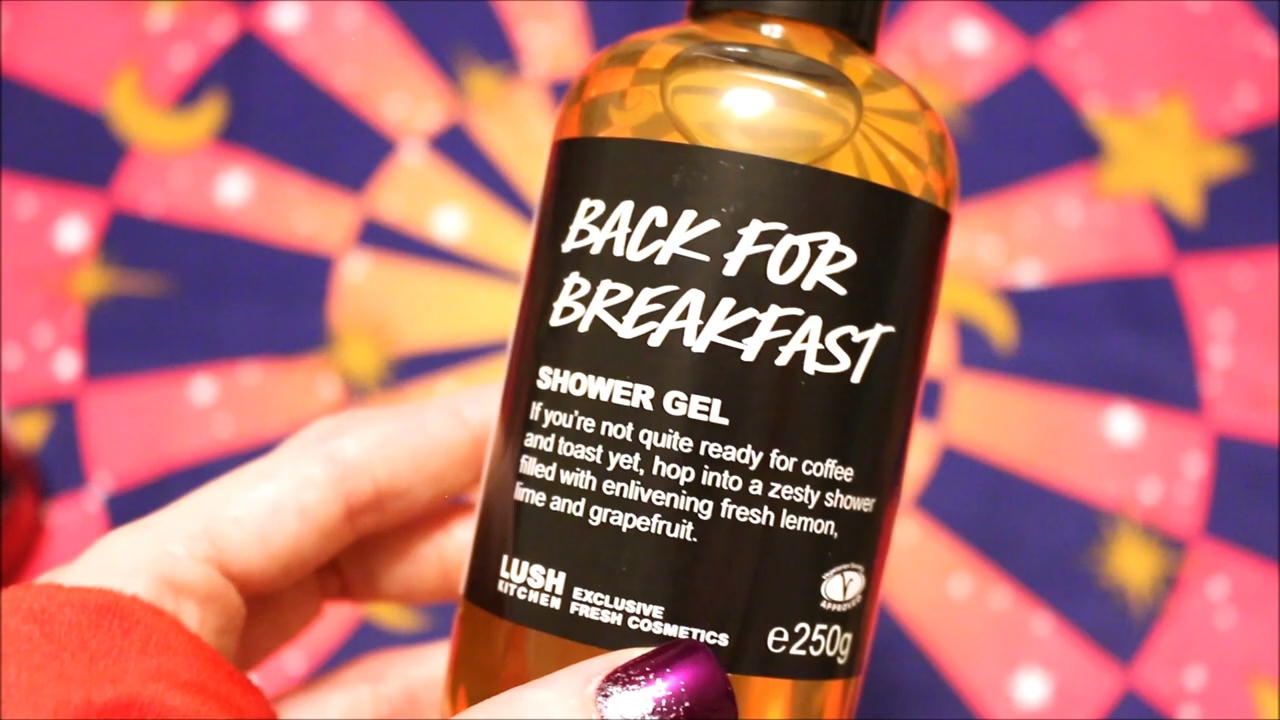 BACK FOR
BREAKFAST
SHOWER GEL
If you're not quite ready for coffee
and toast yet, hop into a zesty shower
filled with enlivening fresh lemon,
lime and grapefruit.
LUSH
KITCHEN
EXCLUSIVE
FRESH COSMETICS
V
APPROVED
e250g